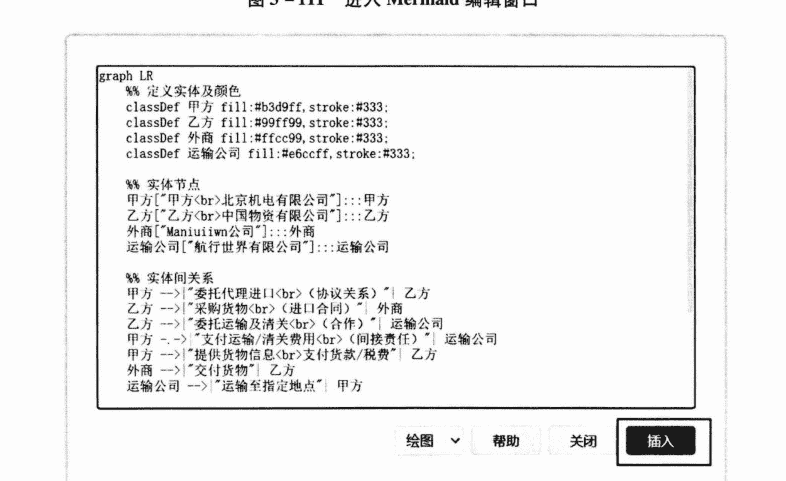 图 3-111 进入 Mermaid 编辑窗口
graph LR
%% 定义实体及颜色
classDef 甲方 fill:#b3d9ff,stroke:#333;
classDef 乙方 fill:#99ff99,stroke:#333;
classDef 外商 fill:#ffcc99,stroke:#333;
classDef 运输公司 fill:#e6ccff,stroke:#333;
%% 实体节点
甲方["甲方<br>北京机电有限公司"]:::甲方
乙方["乙方<br>中国物资有限公司"]:::乙方
外商["Maniuiiwn公司"]:::外商
运输公司["航行世界有限公司"]:::运输公司
%% 实体间关系
甲方 -->|"委托代理进口<br>（协议关系）"| 乙方
乙方 -->|"采购货物<br>（进口合同）"| 外商
乙方 -->|"委托运输及清关<br>（合作）"| 运输公司
甲方 -.->|"支付运输/清关费用<br>（间接责任）"| 运输公司
甲方 -->|"提供货物信息<br>支付货款/税费"| 乙方
外商 -->|"交付货物"| 乙方
运输公司 -->|"运输至指定地点"| 甲方
绘图 帮助 关闭 插入